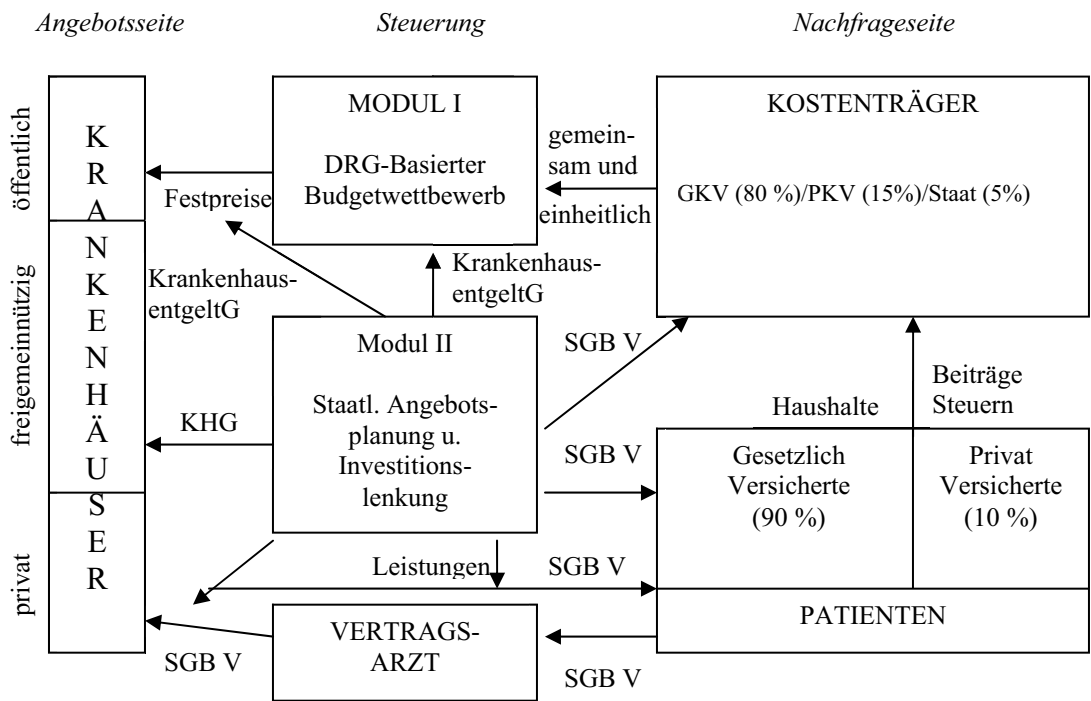 Angebotsseite
Steuerung
Nachfrageseite
öffentlich
freigemeinnützig
privat
KRANKENHÄUSER
MODUL I
DRG-Basierter
Budgetwettbewerb
gemein-
sam und
einheitlich
KOSTENTRÄGER
GKV (80 %)/PKV (15%)/Staat (5%)
Festpreise
Krankenhaus-
entgeltG
Krankenhaus-
entgeltG
Modul II
Staatl. Angebots-
planung u.
Investitions-
lenkung
KHG
SGB V
SGB V
Haushalte
Beiträge
Steuern
Gesetzlich
Versicherte
(90 %)
Privat
Versicherte
(10 %)
Leistungen
SGB V
PATIENTEN
VERTRAGS-
ARZT
SGB V
SGB V